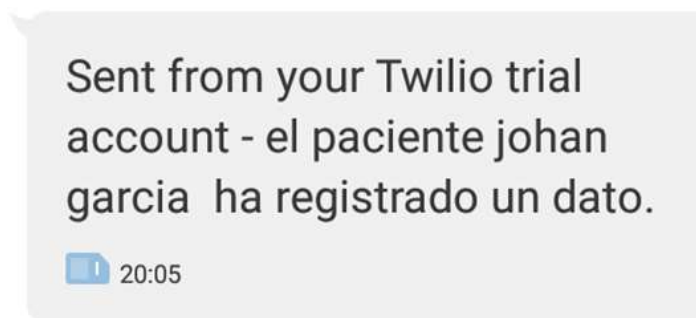 Sent from your Twilio trial
account - el paciente johan
garcia  ha registrado un dato.
20:05